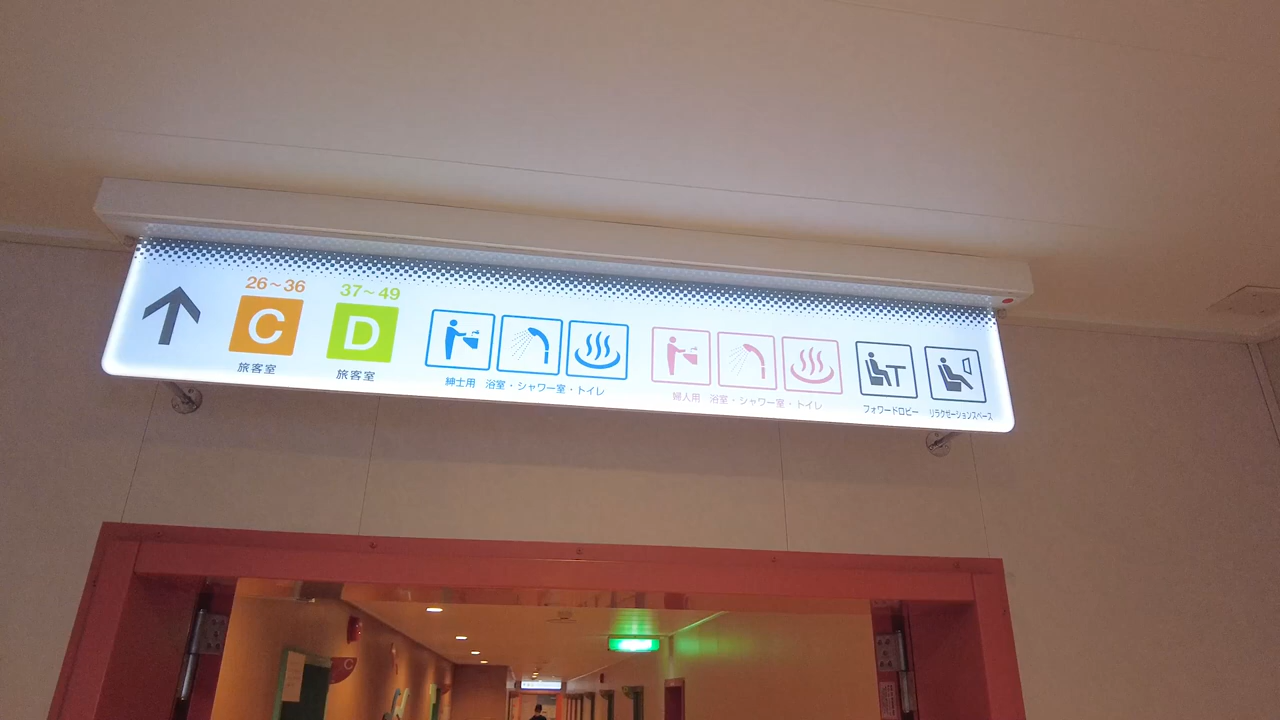 26～36
C
旅客室
37～49
D
旅客室
紳士用 浴室・シャワー室・トイレ
婦人用 浴室・シャワー室・トイレ
フォワードロビー
リラクゼーションスペース
C